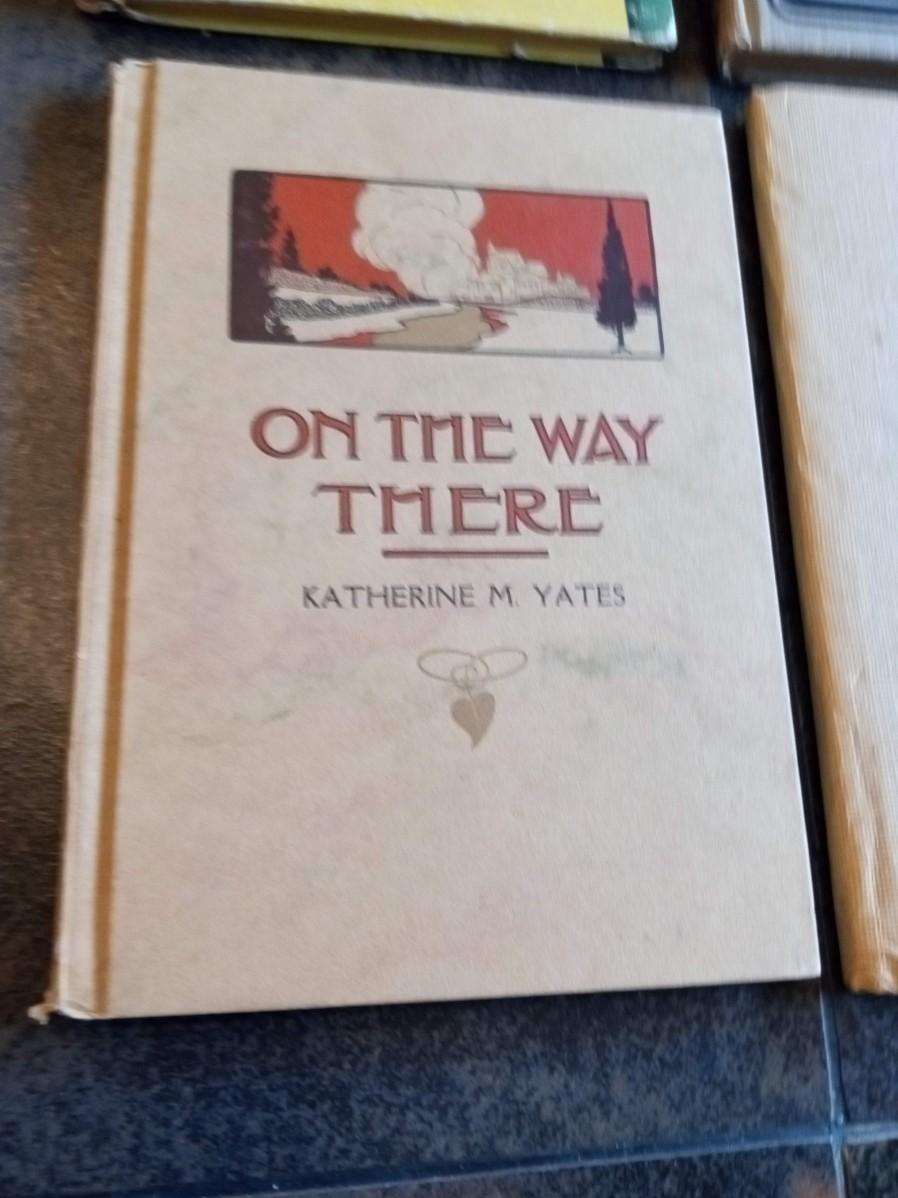 ON THE WAY
THERE
KATHERINE M. YATES